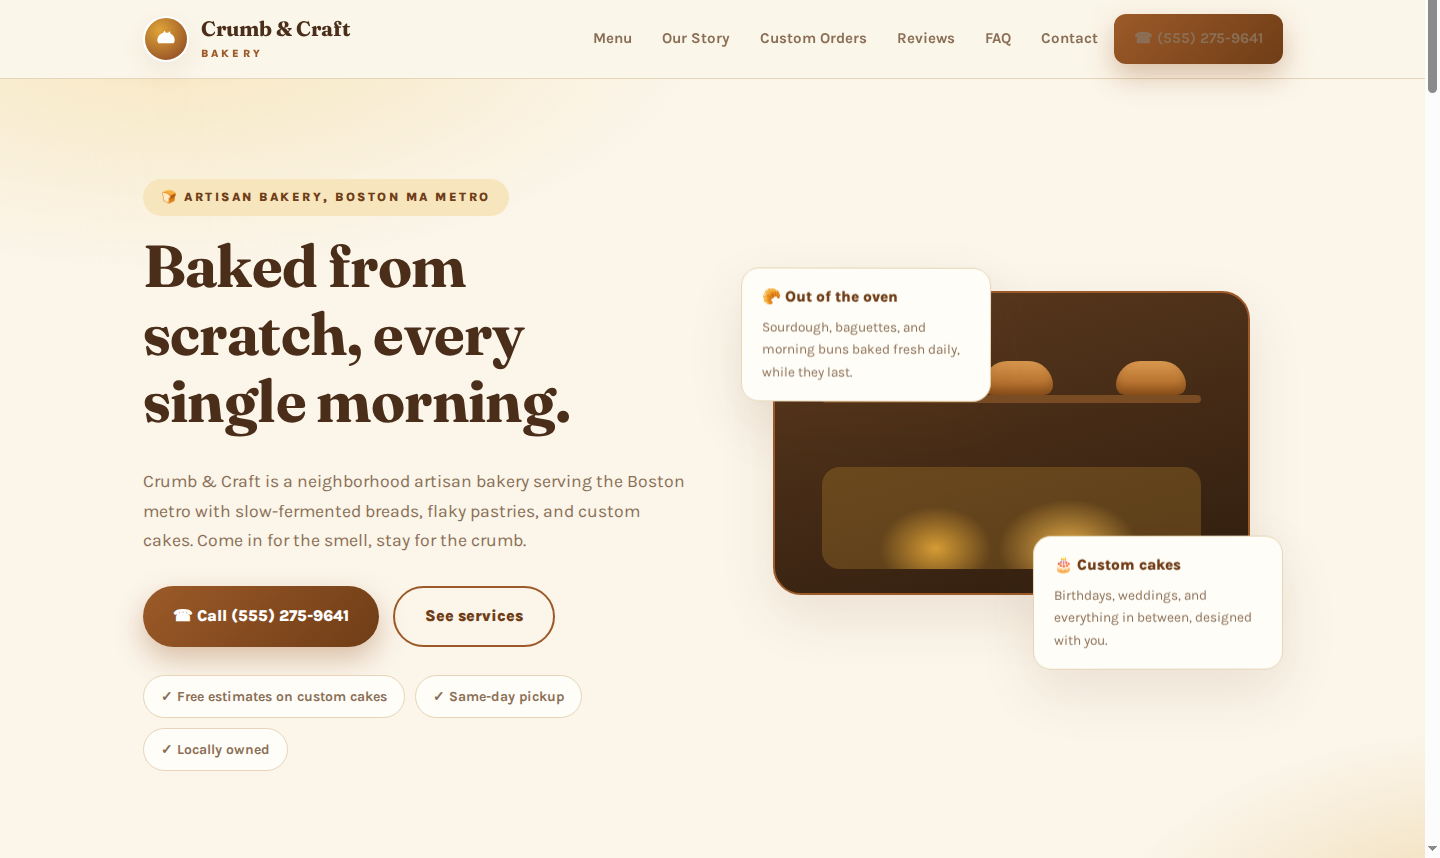 Crumb & Craft
BAKERY
Menu
Our Story
Custom Orders
Reviews
FAQ
Contact
☎ (555) 275-9641
🍞 ARTISAN BAKERY, BOSTON MA METRO
Baked from
scratch, every
single morning.
Crumb & Craft is a neighborhood artisan bakery serving the Boston
metro with slow-fermented breads, flaky pastries, and custom
cakes. Come in for the smell, stay for the crumb.
☎ Call (555) 275-9641
See services
✓ Free estimates on custom cakes
✓ Same-day pickup
✓ Locally owned
🥐 Out of the oven
Sourdough, baguettes, and
morning buns baked fresh daily,
while they last.
🎂 Custom cakes
Birthdays, weddings, and
everything in between, designed
with you.